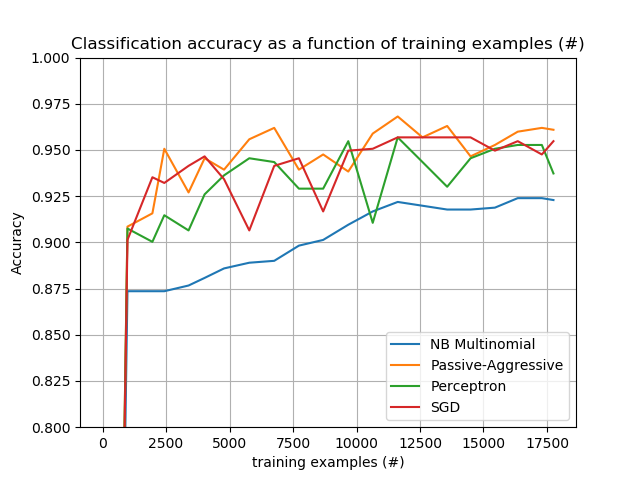 Classification accuracy as a function of training examples (#)
1.000
0.975
0.950
0.925
0.900
0.875
0.850
0.825
0.800
Accuracy
NB Multinomial
Passive-Aggressive
Perceptron
SGD
0 2500 5000 7500 10000 12500 15000 17500
training examples (#)